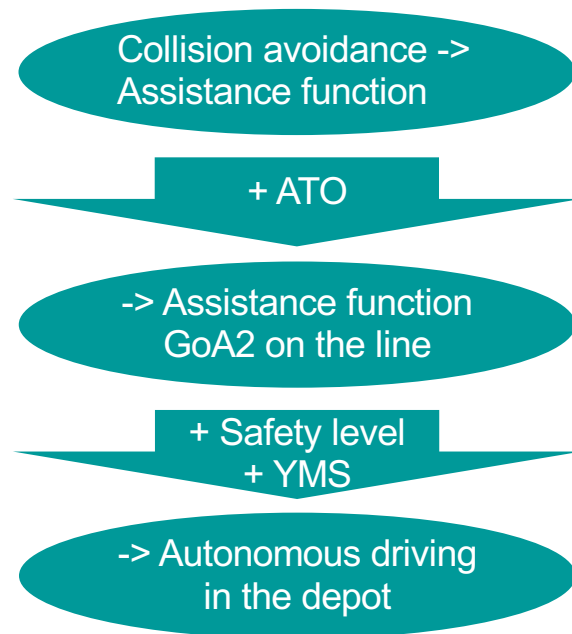 Collision avoidance ->
Assistance function
+ ATO
-> Assistance function
GoA2 on the line
+ Safety level
+ YMS
-> Autonomous driving
in the depot